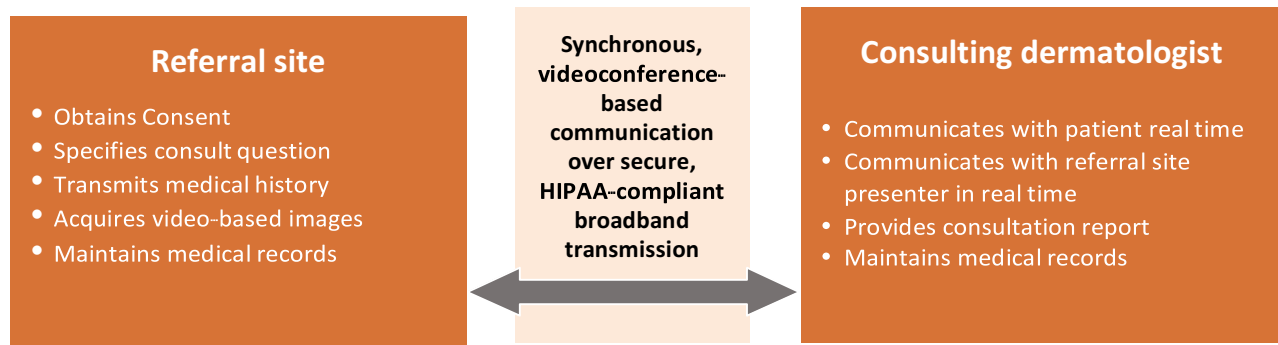 Referral site
• Obtains Consent
• Specifies consult question
• Transmits medical history
• Acquires video-based images
• Maintains medical records
Synchronous,
videoconference-
based
communication
over secure,
HIPAA-compliant
broadband
transmission
Consulting dermatologist
• Communicates with patient real time
• Communicates with referral site
presenter in real time
• Provides consultation report
• Maintains medical records